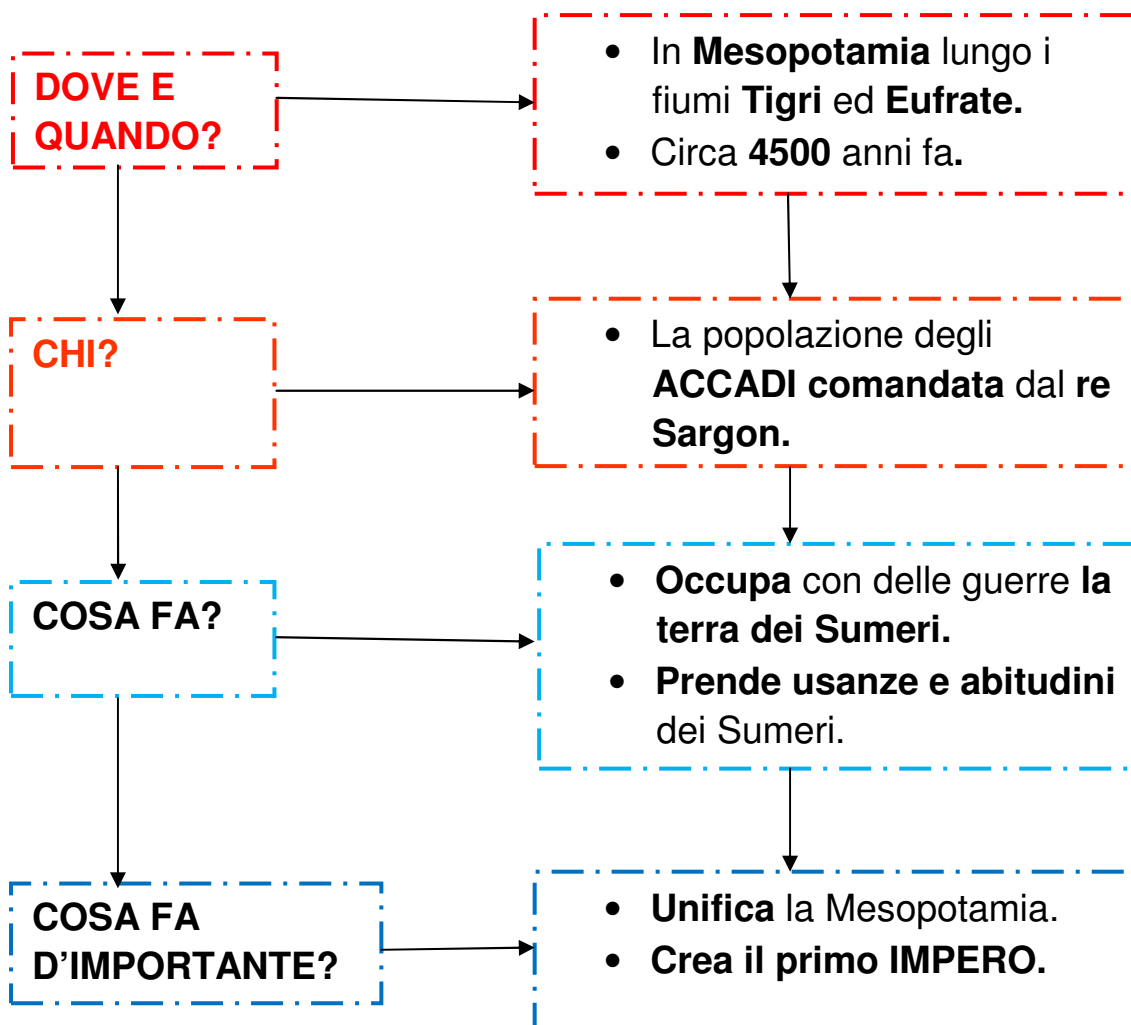 DOVE E
QUANDO?
• In Mesopotamia lungo i
fiumi Tigri ed Eufrate.
• Circa 4500 anni fa.
CHI?
• La popolazione degli
ACCADI comandata dal re
Sargon.
COSA FA?
• Occupa con delle guerre la
terra dei Sumeri.
• Prende usanze e abitudini
dei Sumeri.
COSA FA
D'IMPORTANTE?
• Unifica la Mesopotamia.
• Crea il primo IMPERO.